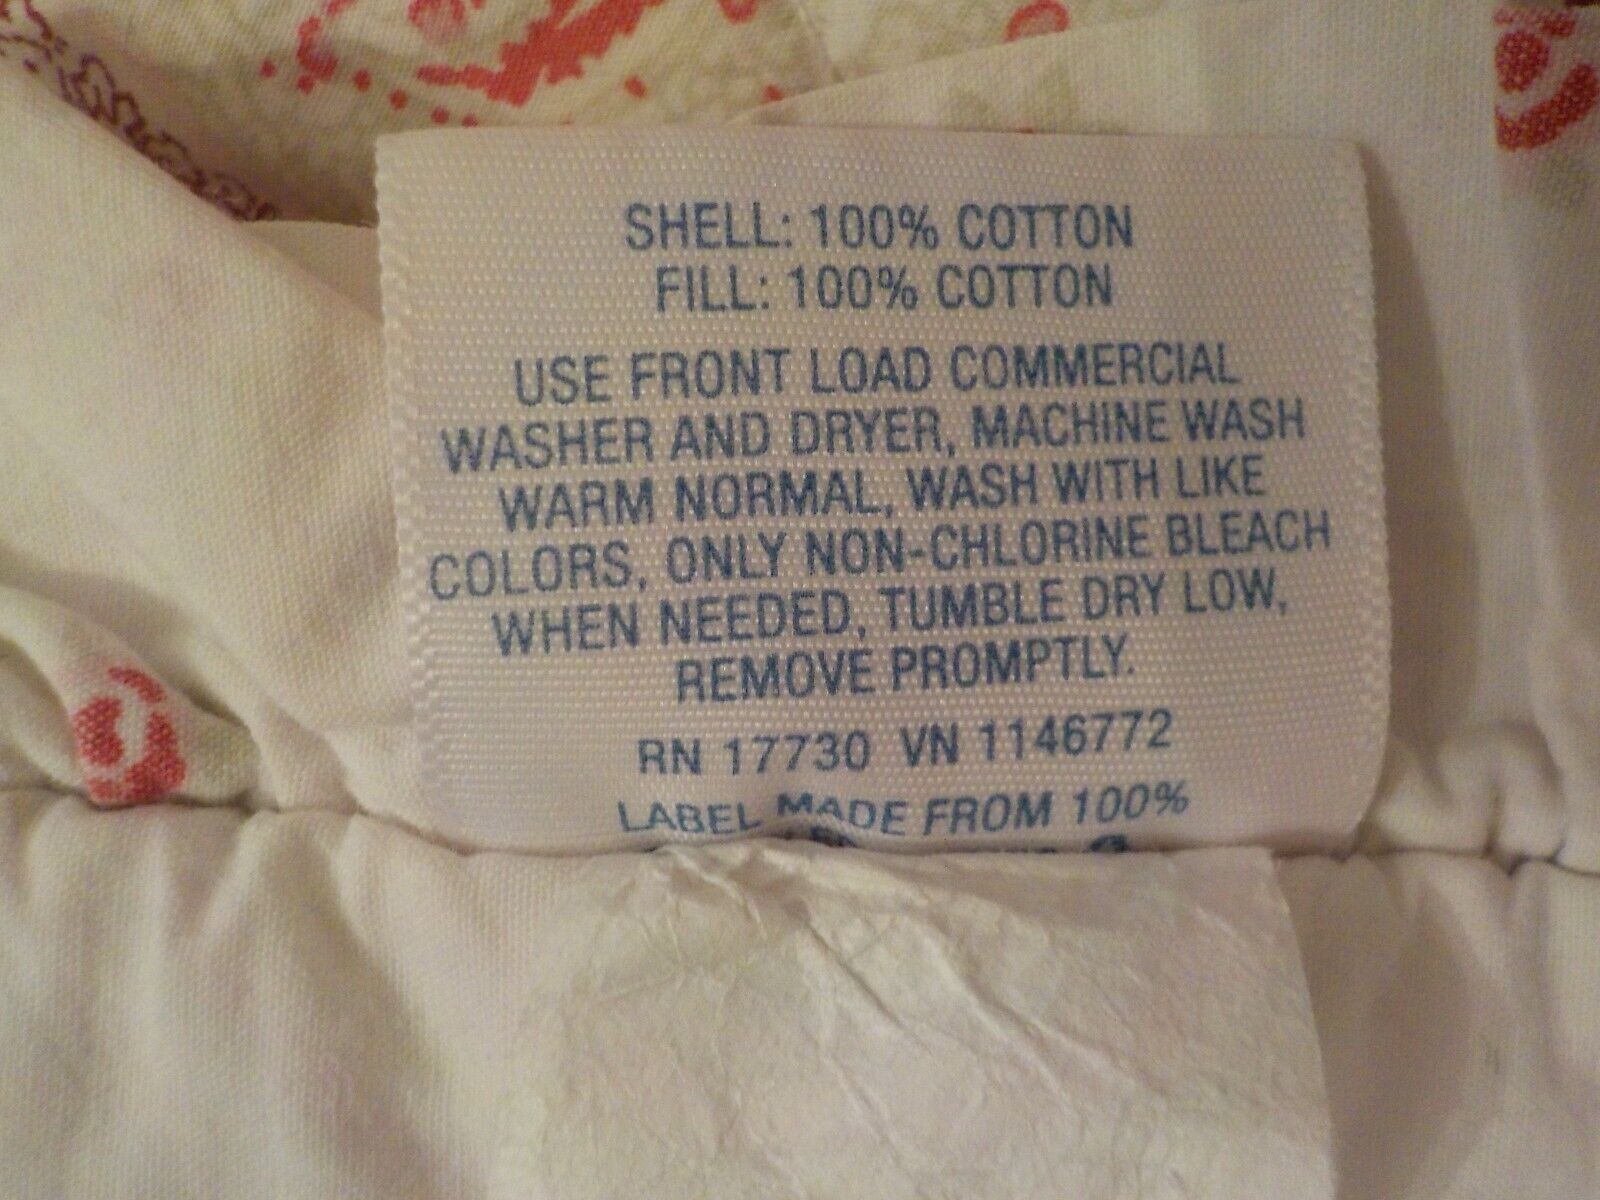 SHELL: 100% COTTON
FILL: 100% COTTON
USE FRONT LOAD COMMERCIAL
WASHER AND DRYER, MACHINE WASH
WARM NORMAL, WASH WITH LIKE
COLORS, ONLY NON-CHLORINE BLEACH
WHEN NEEDED, TUMBLE DRY LOW,
REMOVE PROMPTLY.
RN 17730 VN 1146772
LABEL MADE FROM 100%